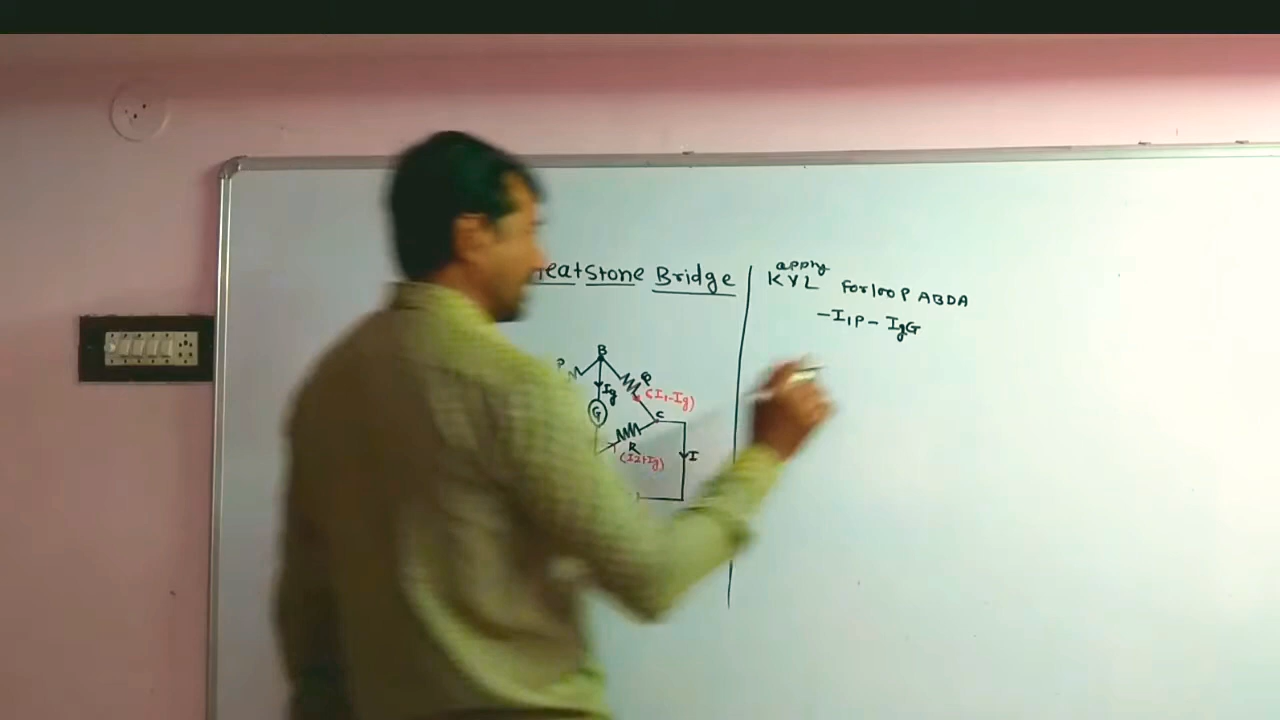 eatstone Bridge
apply
KVL For loop ABDA
-I1P - IgG
B
P
Q
Ig
(I1-Ig)
G
C
R
(I2+Ig)
I